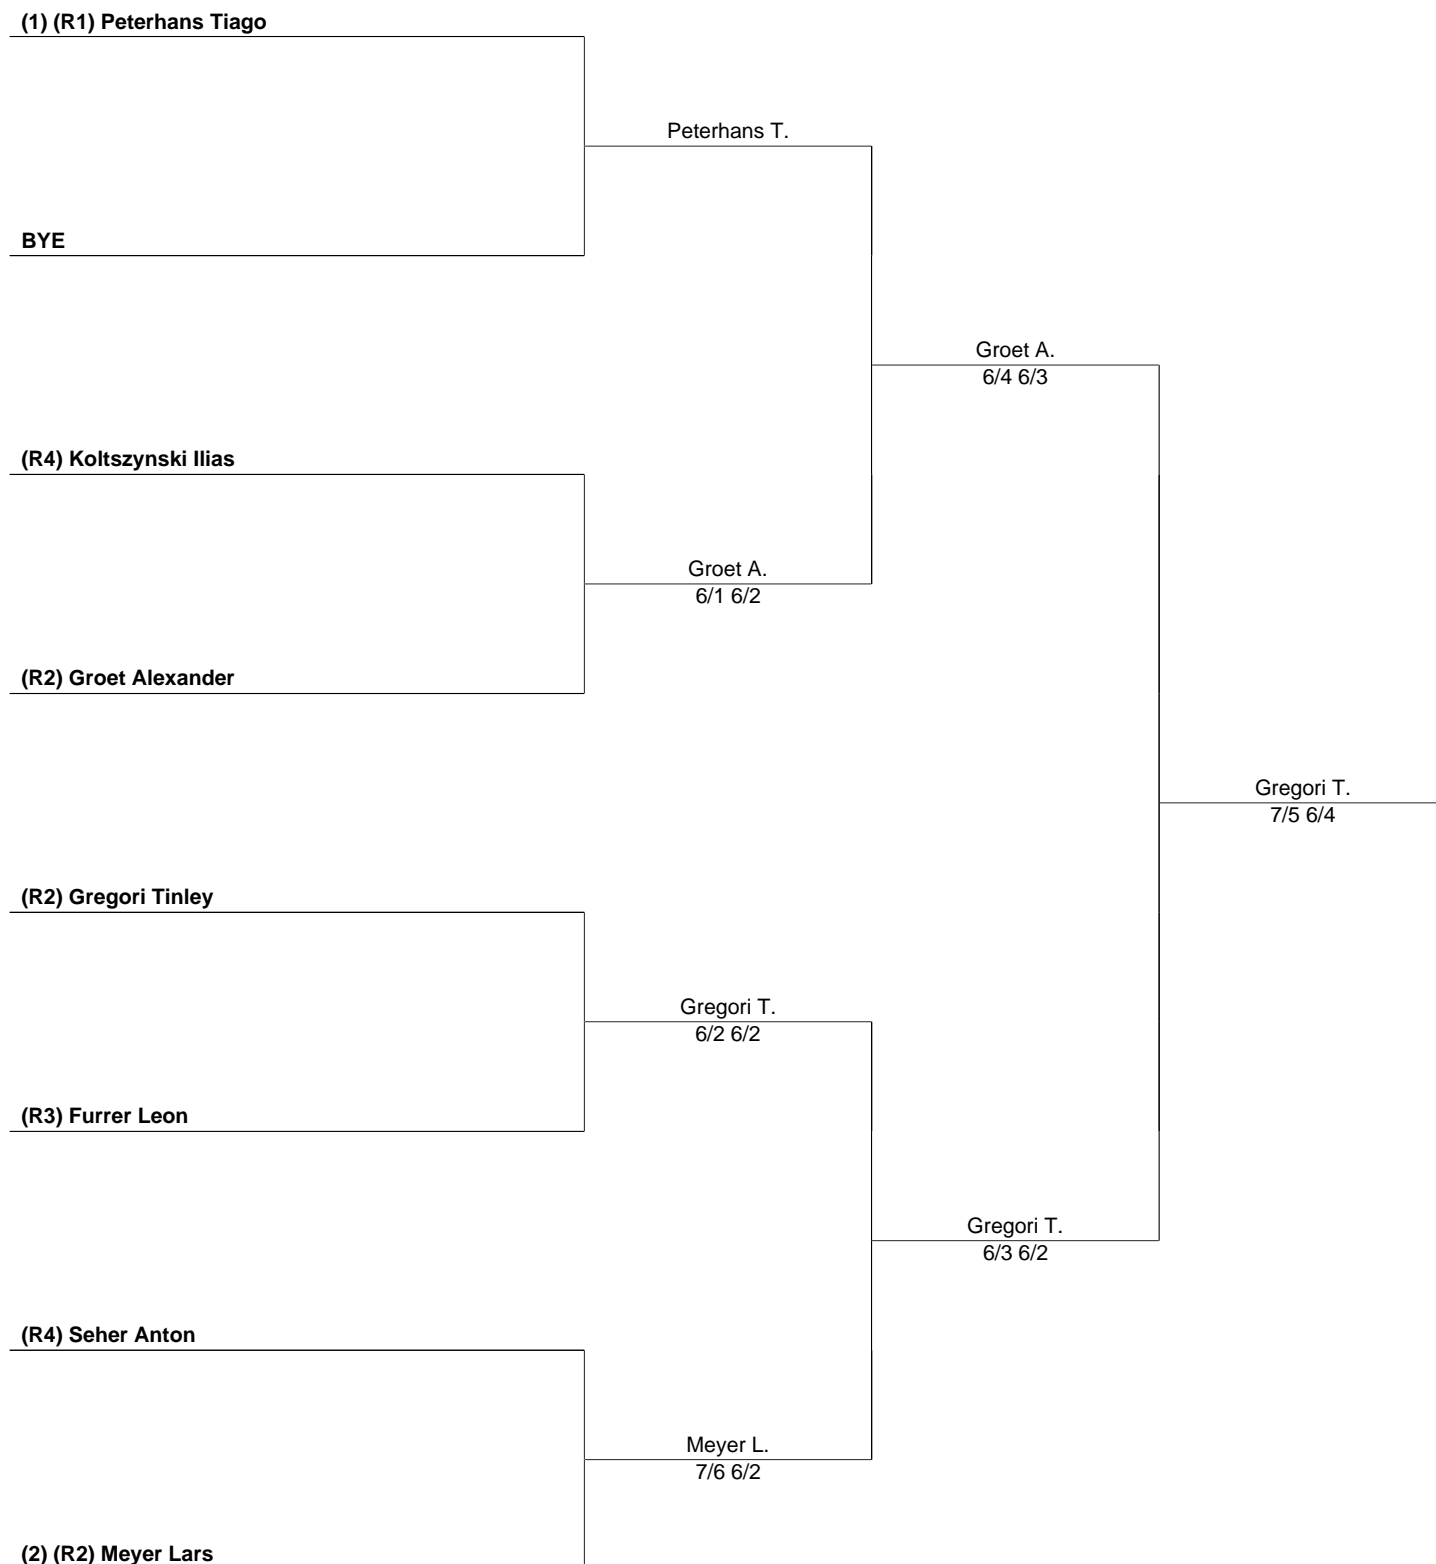 (1) (R1) Peterhans Tiago
Peterhans T.
BYE
Groet A.
6/4 6/3
(R4) Koltszynski Ilias
Groet A.
6/1 6/2
(R2) Groet Alexander
Gregori T.
7/5 6/4
(R2) Gregori Tinley
Gregori T.
6/2 6/2
(R3) Furrer Leon
Gregori T.
6/3 6/2
(R4) Seher Anton
Meyer L.
7/6 6/2
(2) (R2) Meyer Lars